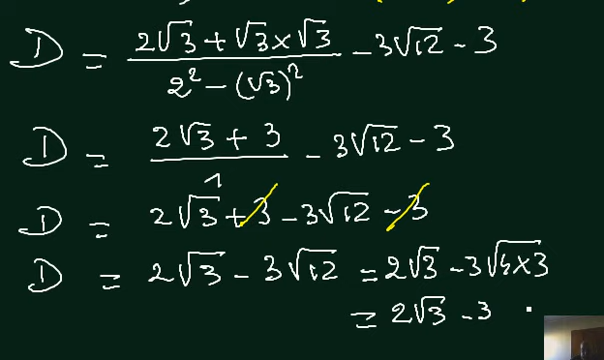 D = (2√3 + √3×√3)/(2² − (√3)²) − 3√12 − 3
D = (2√3 + 3)/1 − 3√12 − 3
D = 2√3 + 3 − 3√12 − 3
D = 2√3 − 3√12 = 2√3 − 3√4×3
= 2√3 − 3